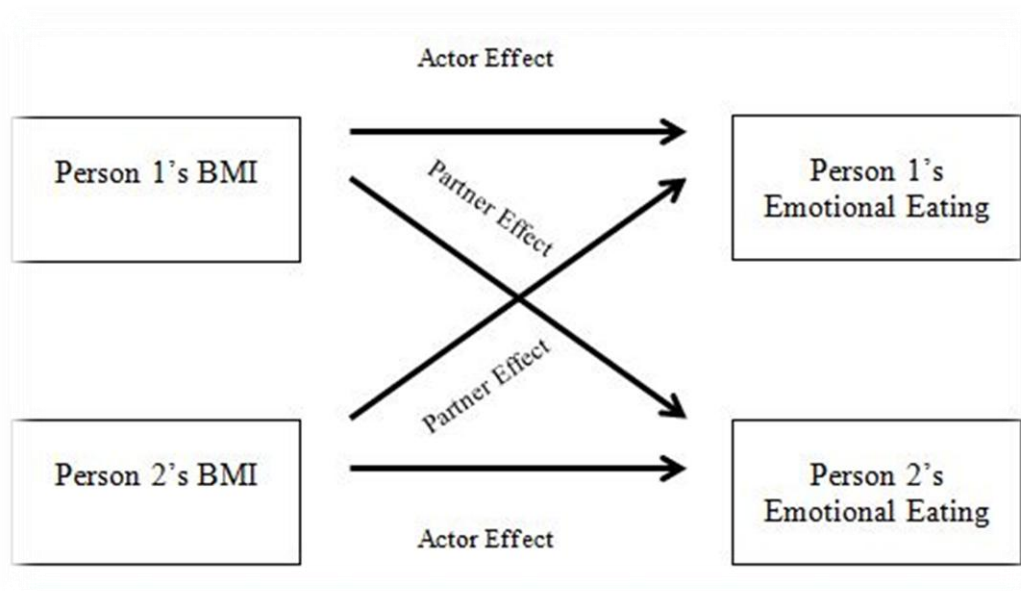 Actor Effect
Person 1's BMI
Partner Effect
Person 1's
Emotional Eating
Partner Effect
Person 2's BMI
Person 2's
Emotional Eating
Actor Effect